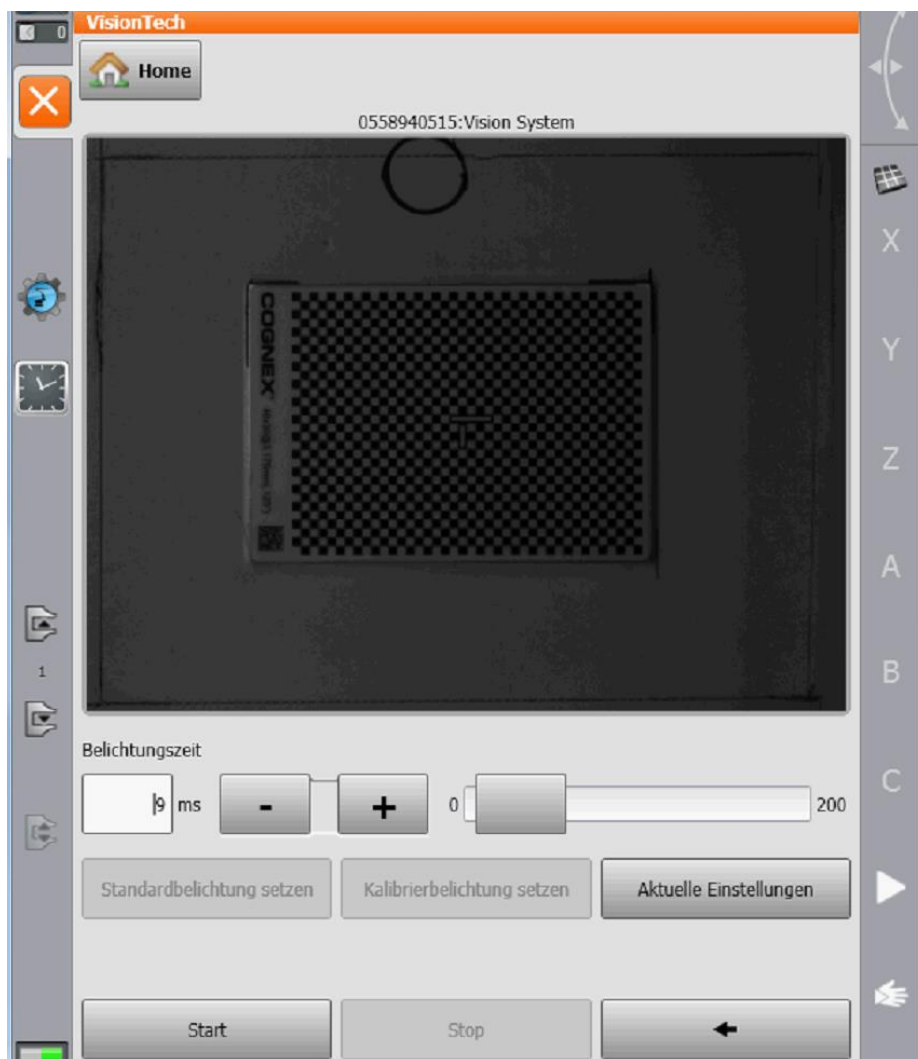 VisionTech
0
Home
0558940515:Vision System
COGNEX
X
Y
Z
A
B
C
1
Belichtungszeit
9 ms - + 0 200
Standardbelichtung setzen Kalibrierbelichtung setzen Aktuelle Einstellungen
Start Stop